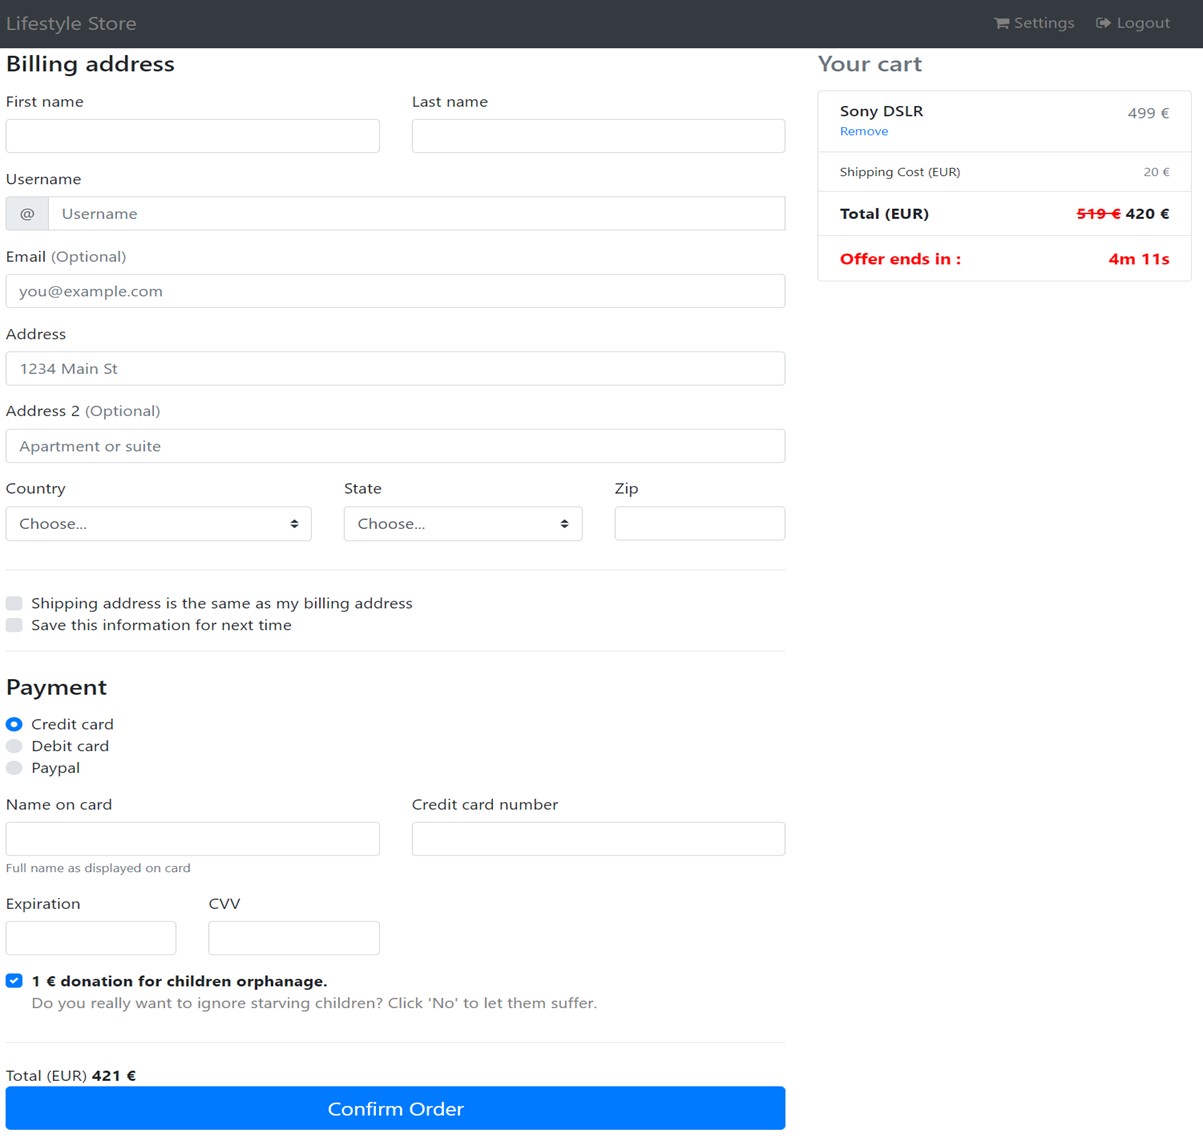 Lifestyle Store
Settings Logout
Billing address
First name Last name
Username
@ Username
Email (Optional)
you@example.com
Address
1234 Main St
Address 2 (Optional)
Apartment or suite
Country State Zip
Choose... Choose...
Shipping address is the same as my billing address
Save this information for next time
Payment
Credit card
Debit card
Paypal
Name on card Credit card number
Full name as displayed on card
Expiration CVV
1 € donation for children orphanage.
Do you really want to ignore starving children? Click 'No' to let them suffer.
Total (EUR) 421 €
Confirm Order
Your cart
Sony DSLR 499 €
Remove
Shipping Cost (EUR) 20 €
Total (EUR) 519 € 420 €
Offer ends in : 4m 11s